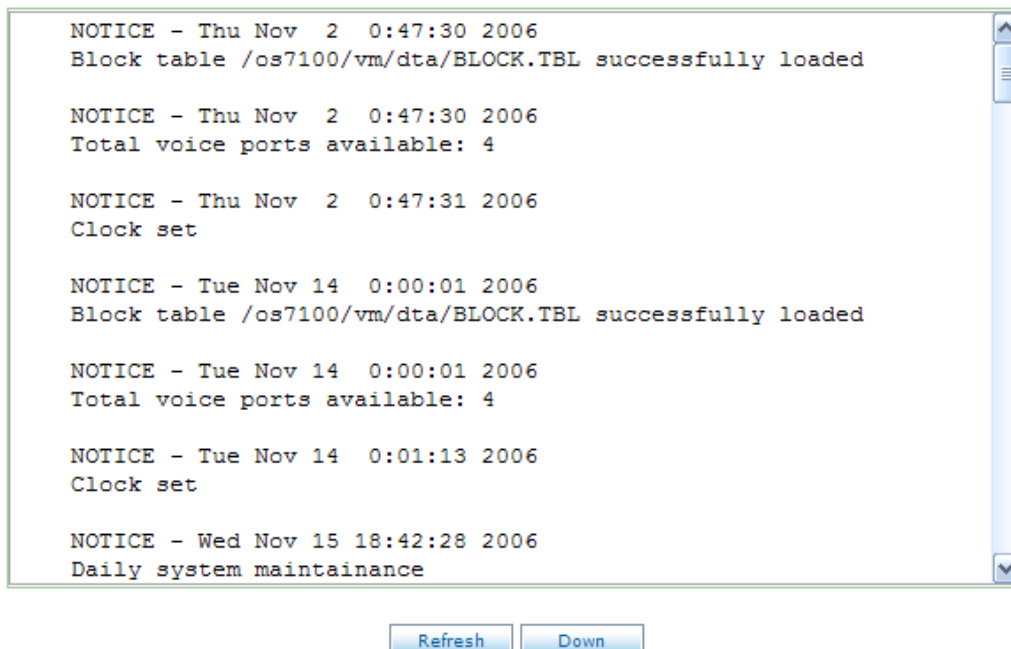 NOTICE - Thu Nov  2  0:47:30 2006
Block table /os7100/vm/dta/BLOCK.TBL successfully loaded
NOTICE - Thu Nov  2  0:47:30 2006
Total voice ports available: 4
NOTICE - Thu Nov  2  0:47:31 2006
Clock set
NOTICE - Tue Nov 14  0:00:01 2006
Block table /os7100/vm/dta/BLOCK.TBL successfully loaded
NOTICE - Tue Nov 14  0:00:01 2006
Total voice ports available: 4
NOTICE - Tue Nov 14  0:01:13 2006
Clock set
NOTICE - Wed Nov 15 18:42:28 2006
Daily system maintainance
Refresh Down